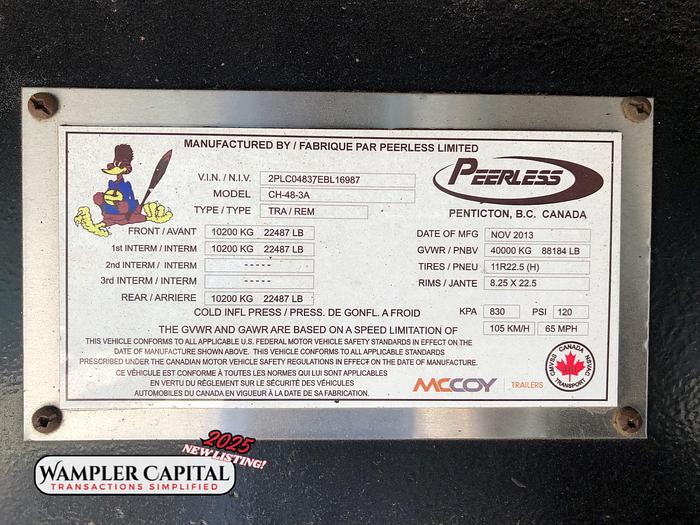 MANUFACTURED BY / FABRIQUE PAR PEERLESS LIMITED
V.I.N. / N.I.V. 2PLC04837EBL16987
MODEL CH-48-3A
TYPE / TYPE TRA / REM
PEERLESS
PENTICTON, B.C. CANADA
FRONT / AVANT 10200 KG 22487 LB
1st INTERM / INTERM 10200 KG 22487 LB
2nd INTERM / INTERM -----
3rd INTERM / INTERM -----
REAR / ARRIERE 10200 KG 22487 LB
DATE OF MFG NOV 2013
GVWR / PNBV 40000 KG 88184 LB
TIRES / PNEU 11R22.5 (H)
RIMS / JANTE 8.25 X 22.5
COLD INFL PRESS / PRESS. DE GONFL. A FROID KPA 830 PSI 120
THE GVWR AND GAWR ARE BASED ON A SPEED LIMITATION OF 105 KM/H 65 MPH
THIS VEHICLE CONFORMS TO ALL APPLICABLE U.S. FEDERAL MOTOR VEHICLE SAFETY STANDARDS IN EFFECT ON THE
DATE OF MANUFACTURE SHOWN ABOVE. THIS VEHICLE CONFORMS TO ALL APPLICABLE STANDARDS
PRESCRIBED UNDER THE CANADIAN MOTOR VEHICLE SAFETY REGULATIONS IN EFFECT ON THE DATE OF MANUFACTURE.
CE VÉHICULE EST CONFORME À TOUTES LES NORMES QUI LUI SONT APPLICABLES
EN VERTU DU RÈGLEMENT SUR LE SÉCURITÉ DES VÉHICULES
AUTOMOBILES DU CANADA EN VIGUEUR À LA DATE DE SA FABRICATION.
MCCOY | TRAILERS
CANADA
CMVSS NSVAC
TRANSPORT
2025
NEW LISTING!
WAMPLER CAPITAL
TRANSACTIONS SIMPLIFIED